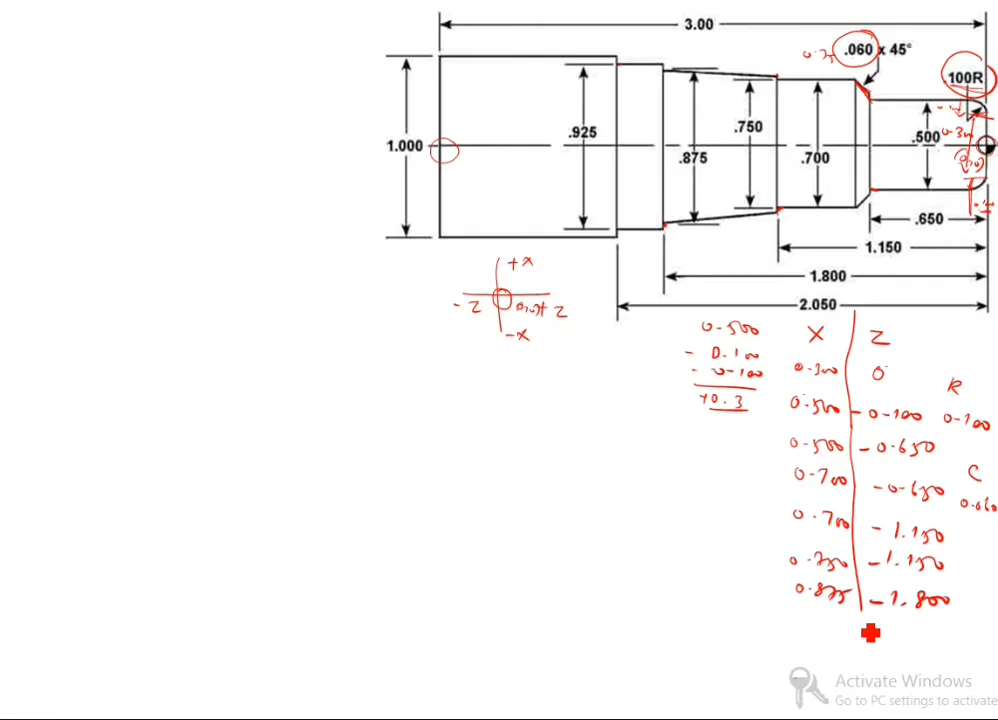 3.00
.060 x 45°
.100R
1.000
.925
.875
.750
.700
.500
.650
1.150
1.800
2.050
+X
-Z
Z
-X
0.500
- 0.100
- 0.100
+0.3
X Z
0.300 0
R
0.500 -0.100 0.100
0.500 -0.650
C
0.700 -0.650 0.060
0.700 -1.150
0.750 -1.150
0.875 -1.800
Activate Windows
Go to PC settings to activate